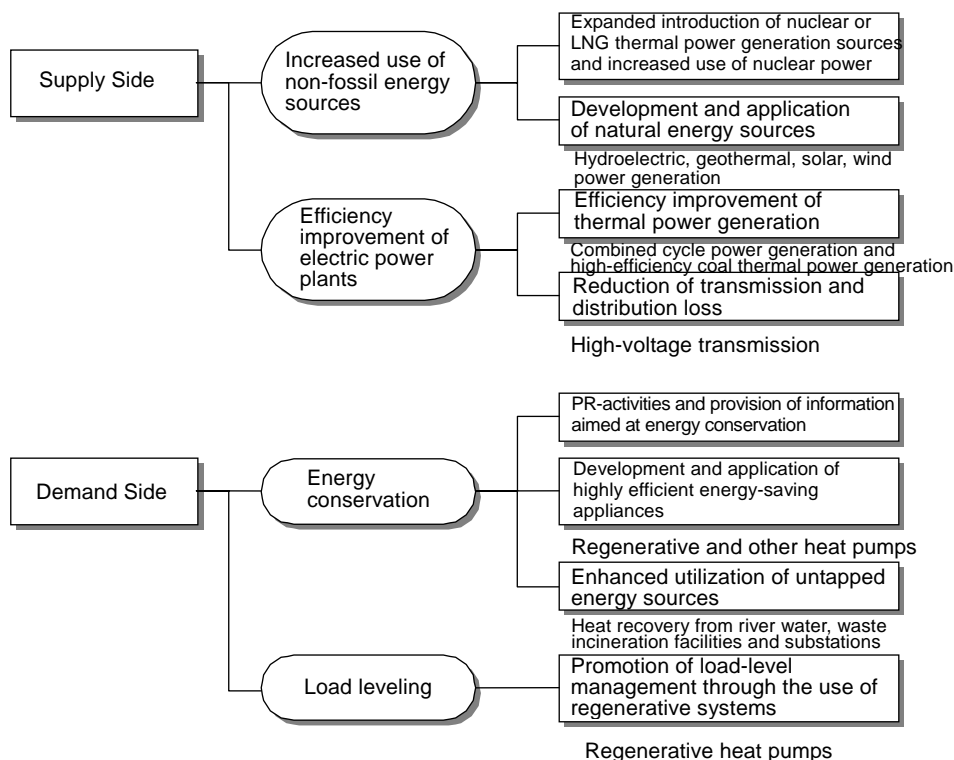 Supply Side
Increased use of
non-fossil energy
sources
Expanded introduction of nuclear or
LNG thermal power generation sources
and increased use of nuclear power
Development and application
of natural energy sources
Hydroelectric, geothermal, solar, wind
power generation
Efficiency
improvement of
electric power
plants
Efficiency improvement of
thermal power generation
Combined cycle power generation and
high-efficiency coal thermal power generation
Reduction of transmission and
distribution loss
High-voltage transmission
Demand Side
Energy
conservation
PR-activities and provision of information
aimed at energy conservation
Development and application of
highly efficient energy-saving
appliances
Regenerative and other heat pumps
Enhanced utilization of untapped
energy sources
Heat recovery from river water, waste
incineration facilities and substations
Load leveling
Promotion of load-level
management through the use of
regenerative systems
Regenerative heat pumps